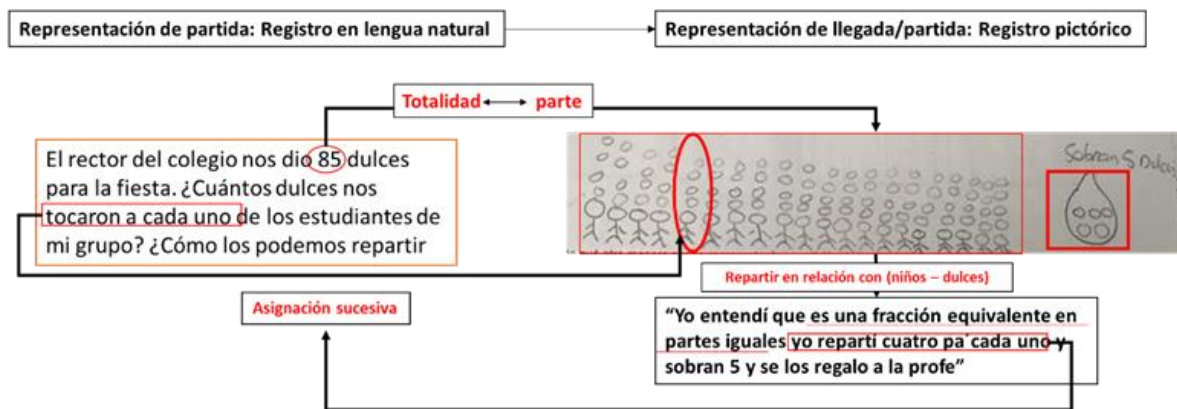 Representación de partida: Registro en lengua natural
Representación de llegada/partida: Registro pictórico
Totalidad parte
El rector del colegio nos dio 85 dulces
para la fiesta. ¿Cuántos dulces nos
tocaron a cada uno de los estudiantes de
mi grupo? ¿Cómo los podemos repartir
Sobran 5 Dulces
Repartir en relación con (niños – dulces)
Asignación sucesiva
“Yo entendí que es una fracción equivalente en
partes iguales yo repartí cuatro pa´cada uno y
sobran 5 y se los regalo a la profe”